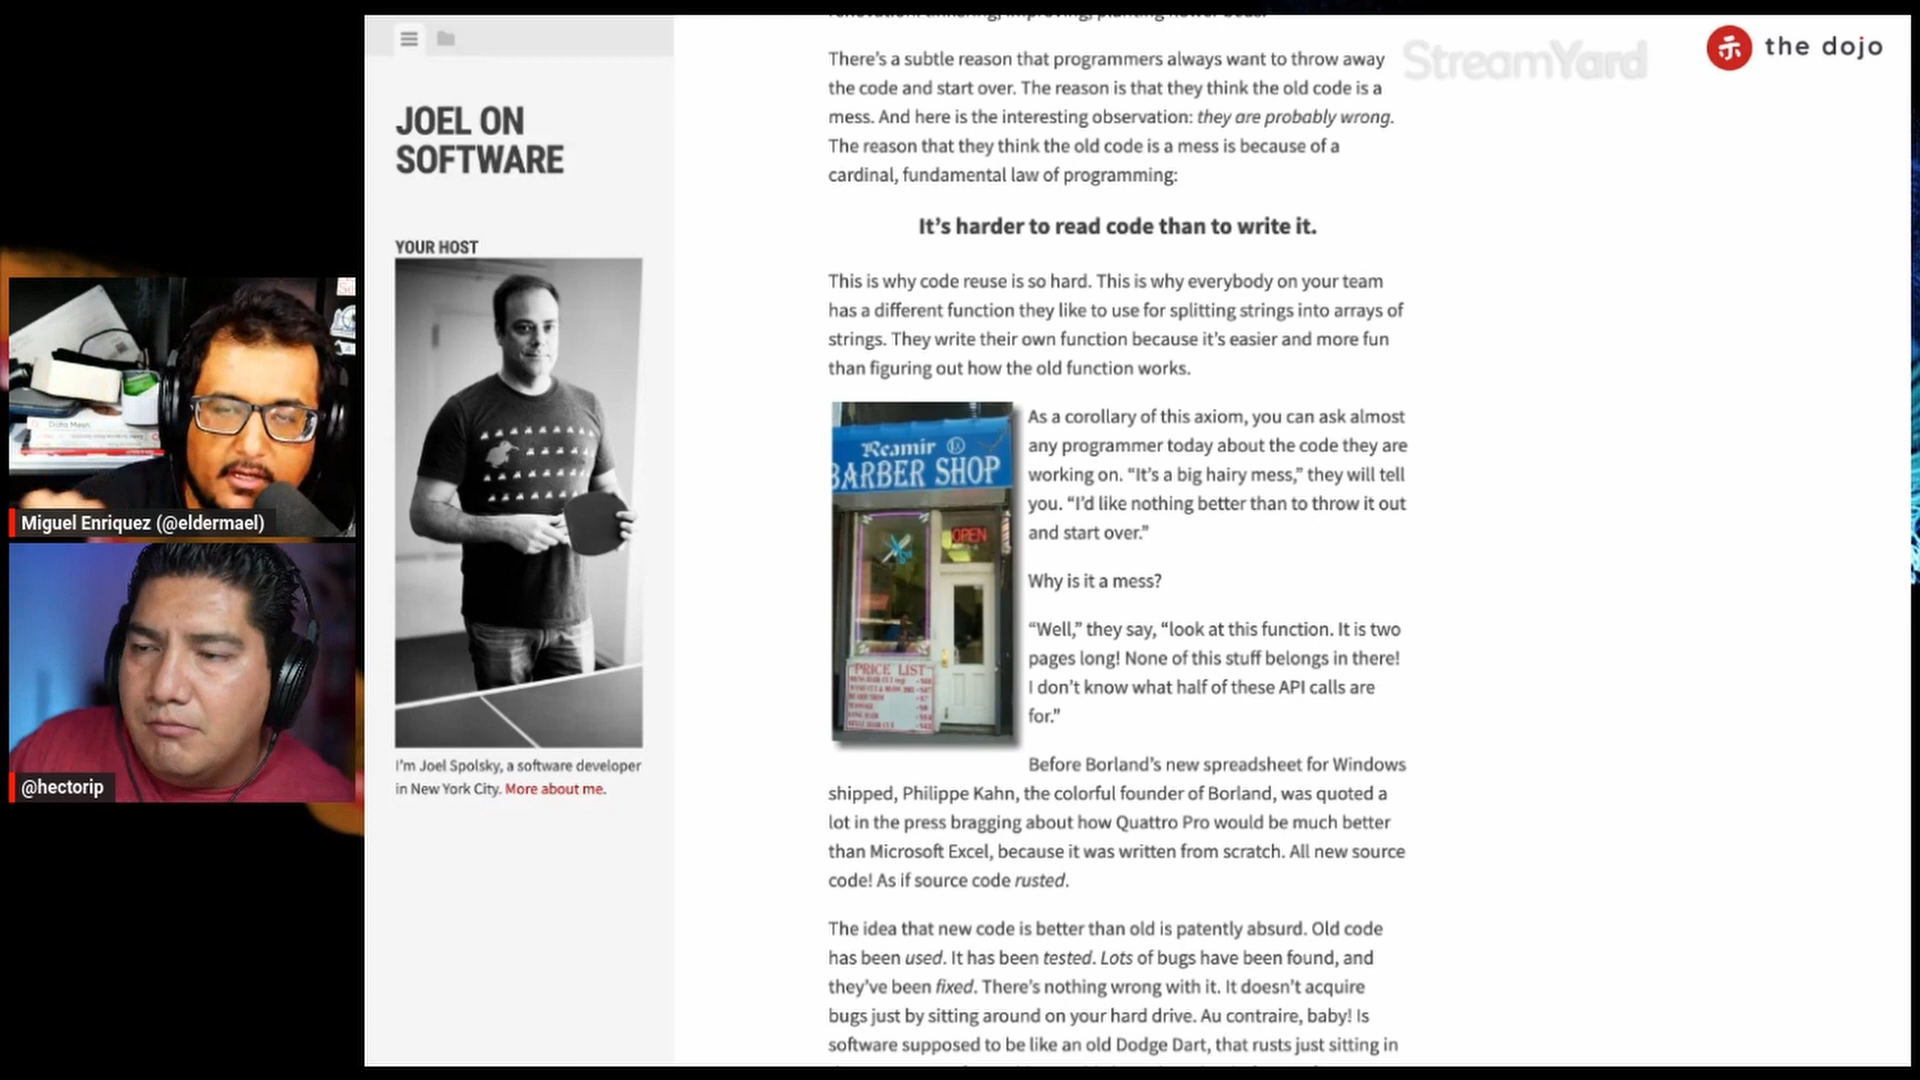 JOEL ON
SOFTWARE
YOUR HOST
I'm Joel Spolsky, a software developer
in New York City. More about me.
Miguel Enriquez (@eldermael)
@hectorip
There's a subtle reason that programmers always want to throw away
the code and start over. The reason is that they think the old code is a
mess. And here is the interesting observation: they are probably wrong.
The reason that they think the old code is a mess is because of a
cardinal, fundamental law of programming:
It's harder to read code than to write it.
This is why code reuse is so hard. This is why everybody on your team
has a different function they like to use for splitting strings into arrays of
strings. They write their own function because it's easier and more fun
than figuring out how the old function works.
Reamir
BARBER SHOP
OPEN
PRICE LIST
As a corollary of this axiom, you can ask almost
any programmer today about the code they are
working on. “It's a big hairy mess,” they will tell
you. “I'd like nothing better than to throw it out
and start over.”
Why is it a mess?
“Well,” they say, “look at this function. It is two
pages long! None of this stuff belongs in there!
I don't know what half of these API calls are
for.”
Before Borland's new spreadsheet for Windows
shipped, Philippe Kahn, the colorful founder of Borland, was quoted a
lot in the press bragging about how Quattro Pro would be much better
than Microsoft Excel, because it was written from scratch. All new source
code! As if source code rusted.
The idea that new code is better than old is patently absurd. Old code
has been used. It has been tested. Lots of bugs have been found, and
they've been fixed. There's nothing wrong with it. It doesn't acquire
bugs just by sitting around on your hard drive. Au contraire, baby! Is
software supposed to be like an old Dodge Dart, that rusts just sitting in
StreamYard
the dojo